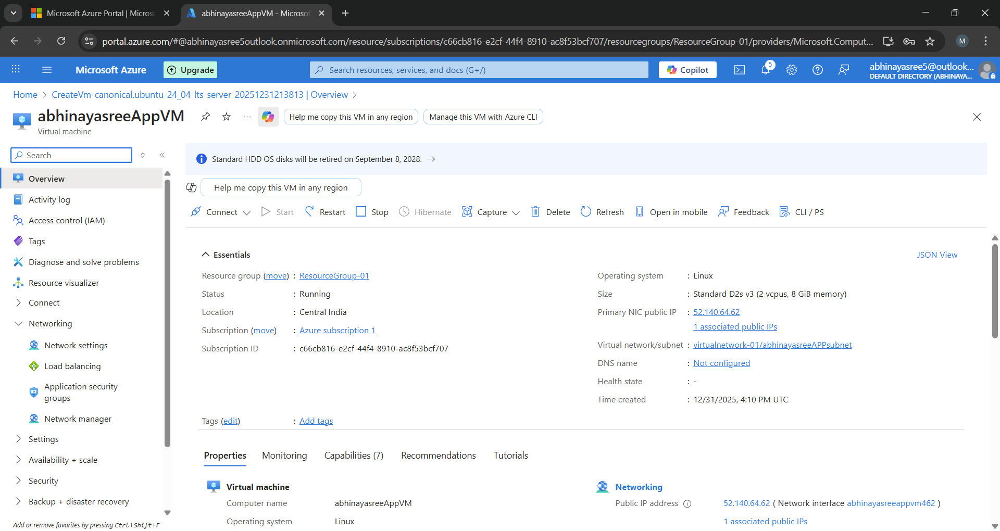 Microsoft Azure Portal | Micros
abhinayasreeAppVM - Microsof
portal.azure.com/#@abhinayasree5outlook.onmicrosoft.com/resource/subscriptions/c66cb816-e2cf-44f4-8910-ac8f53bcf707/resourcegroups/ResourceGroup-01/providers/Microsoft.Comput...
M
Microsoft Azure
Upgrade
Search resources, services, and docs (G+/)
Copilot
5
abhinayasree5@outlook...
DEFAULT DIRECTORY (ABHINAYA...
Home > CreateVm-canonical.ubuntu-24_04-lts-server-20251231213813 | Overview >
abhinayasreeAppVM
Virtual machine
Help me copy this VM in any region
Manage this VM with Azure CLI
Search
Overview
Activity log
Access control (IAM)
Tags
Diagnose and solve problems
Resource visualizer
Connect
Networking
Network settings
Load balancing
Application security
groups
Network manager
Settings
Availability + scale
Security
Backup + disaster recovery
Add or remove favorites by pressing Ctrl+Shift+F
Standard HDD OS disks will be retired on September 8, 2028. →
Help me copy this VM in any region
Connect Start Restart Stop Hibernate Capture Delete Refresh Open in mobile Feedback CLI / PS
Essentials
JSON View
Resource group (move) : ResourceGroup-01
Status : Running
Location : Central India
Subscription (move) : Azure subscription 1
Subscription ID : c66cb816-e2cf-44f4-8910-ac8f53bcf707
Operating system : Linux
Size : Standard D2s v3 (2 vcpus, 8 GiB memory)
Primary NIC public IP : 52.140.64.62
1 associated public IPs
Virtual network/subnet : virtualnetwork-01/abhinayasreeAPPsubnet
DNS name : Not configured
Health state : -
Time created : 12/31/2025, 4:10 PM UTC
Tags (edit) : Add tags
Properties Monitoring Capabilities (7) Recommendations Tutorials
Virtual machine
Computer name abhinayasreeAppVM
Operating system Linux
Networking
Public IP address 52.140.64.62 ( Network interface abhinayasreeappvm462 )
1 associated public IPs